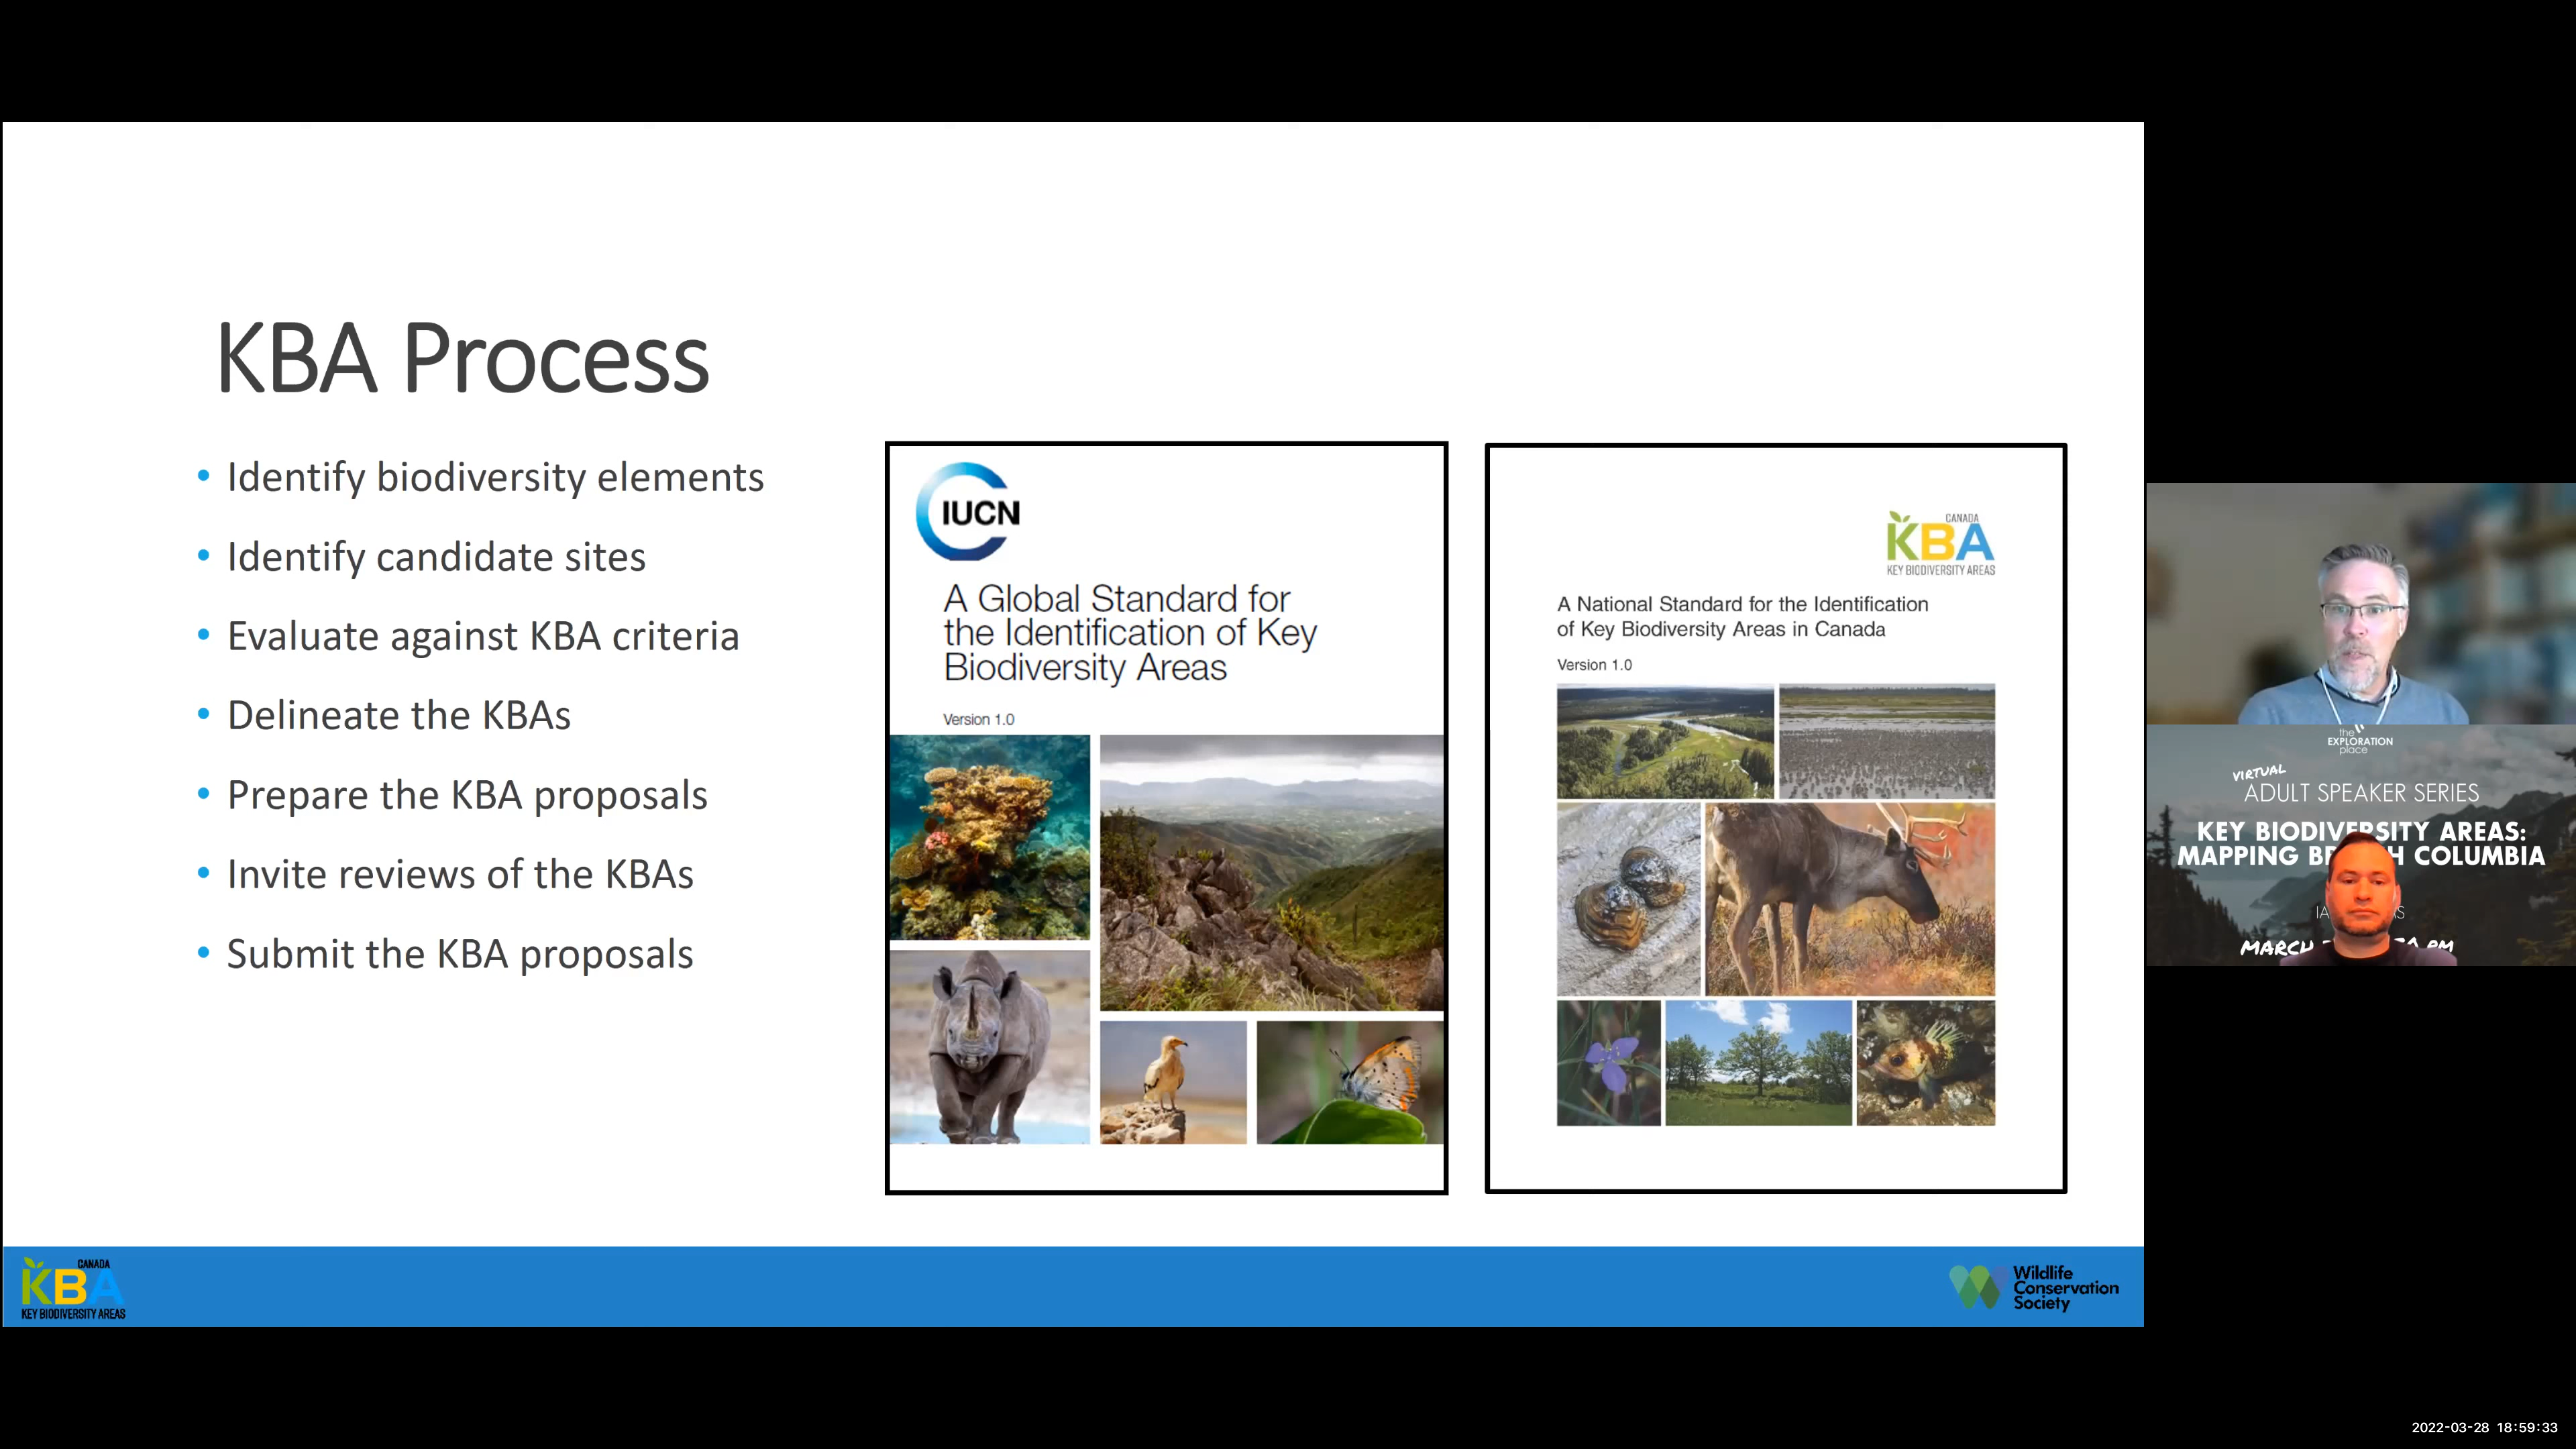 KBA Process
• Identify biodiversity elements
• Identify candidate sites
• Evaluate against KBA criteria
• Delineate the KBAs
• Prepare the KBA proposals
• Invite reviews of the KBAs
• Submit the KBA proposals
IUCN
A Global Standard for
the Identification of Key
Biodiversity Areas
Version 1.0
CANADA
KBA
KEY BIODIVERSITY AREAS
A National Standard for the Identification
of Key Biodiversity Areas in Canada
Version 1.0
CANADA
KBA
KEY BIODIVERSITY AREAS
Wildlife
Conservation
Society
the
EXPLORATION
place
VIRTUAL
ADULT SPEAKER SERIES
KEY BIODIVERSITY AREAS:
MAPPING COLUMBIA
MARCH PM
2022-03-28 18:59:33